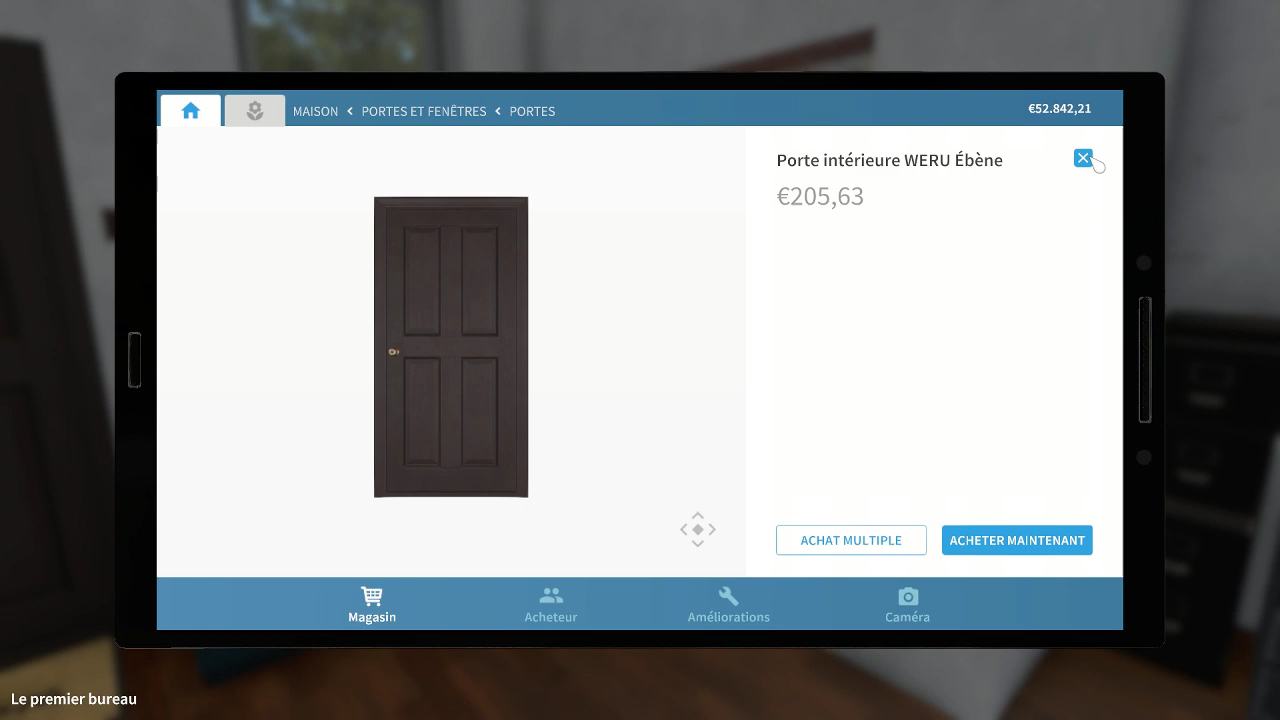 MAISON < PORTES ET FENÊTRES < PORTES
€52.842,21
Porte intérieure WERU Ébène
€205,63
ACHAT MULTIPLE
ACHETER MAINTENANT
Magasin
Acheteur
Améliorations
Caméra
Le premier bureau